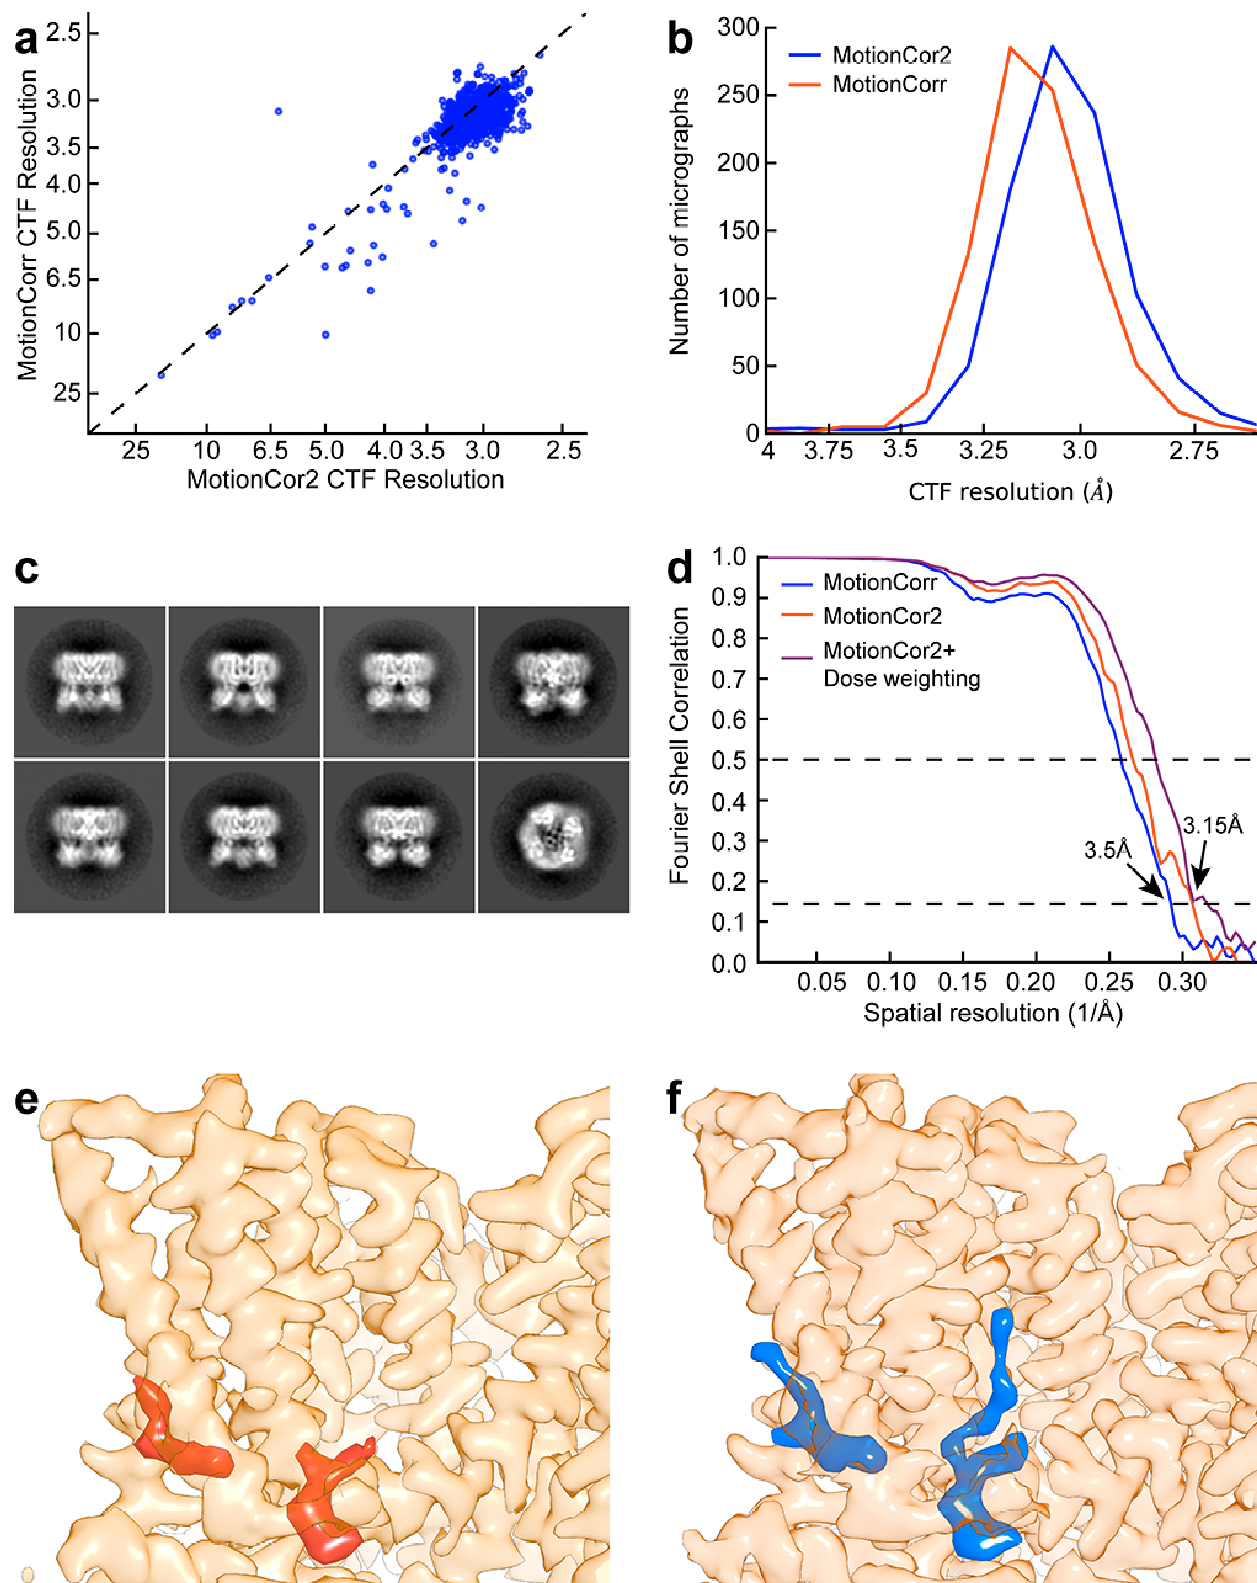 a
MotionCorr CTF Resolution
2.5
3.0
3.5
4.0
5.0
6.5
10
25
25 10 6.5 5.0 4.0 3.5 3.0 2.5
MotionCor2 CTF Resolution
b
Number of micrographs
300
250
200
150
100
50
0
MotionCor2
MotionCorr
4 3.75 3.5 3.25 3.0 2.75
CTF resolution (Å)
c
d
Fourier Shell Correlation
1.0
0.9
0.8
0.7
0.6
0.5
0.4
0.3
0.2
0.1
0.0
MotionCorr
MotionCor2
MotionCor2+
Dose weighting
3.5Å
3.15Å
0.05 0.10 0.15 0.20 0.25 0.30
Spatial resolution (1/Å)
e
f